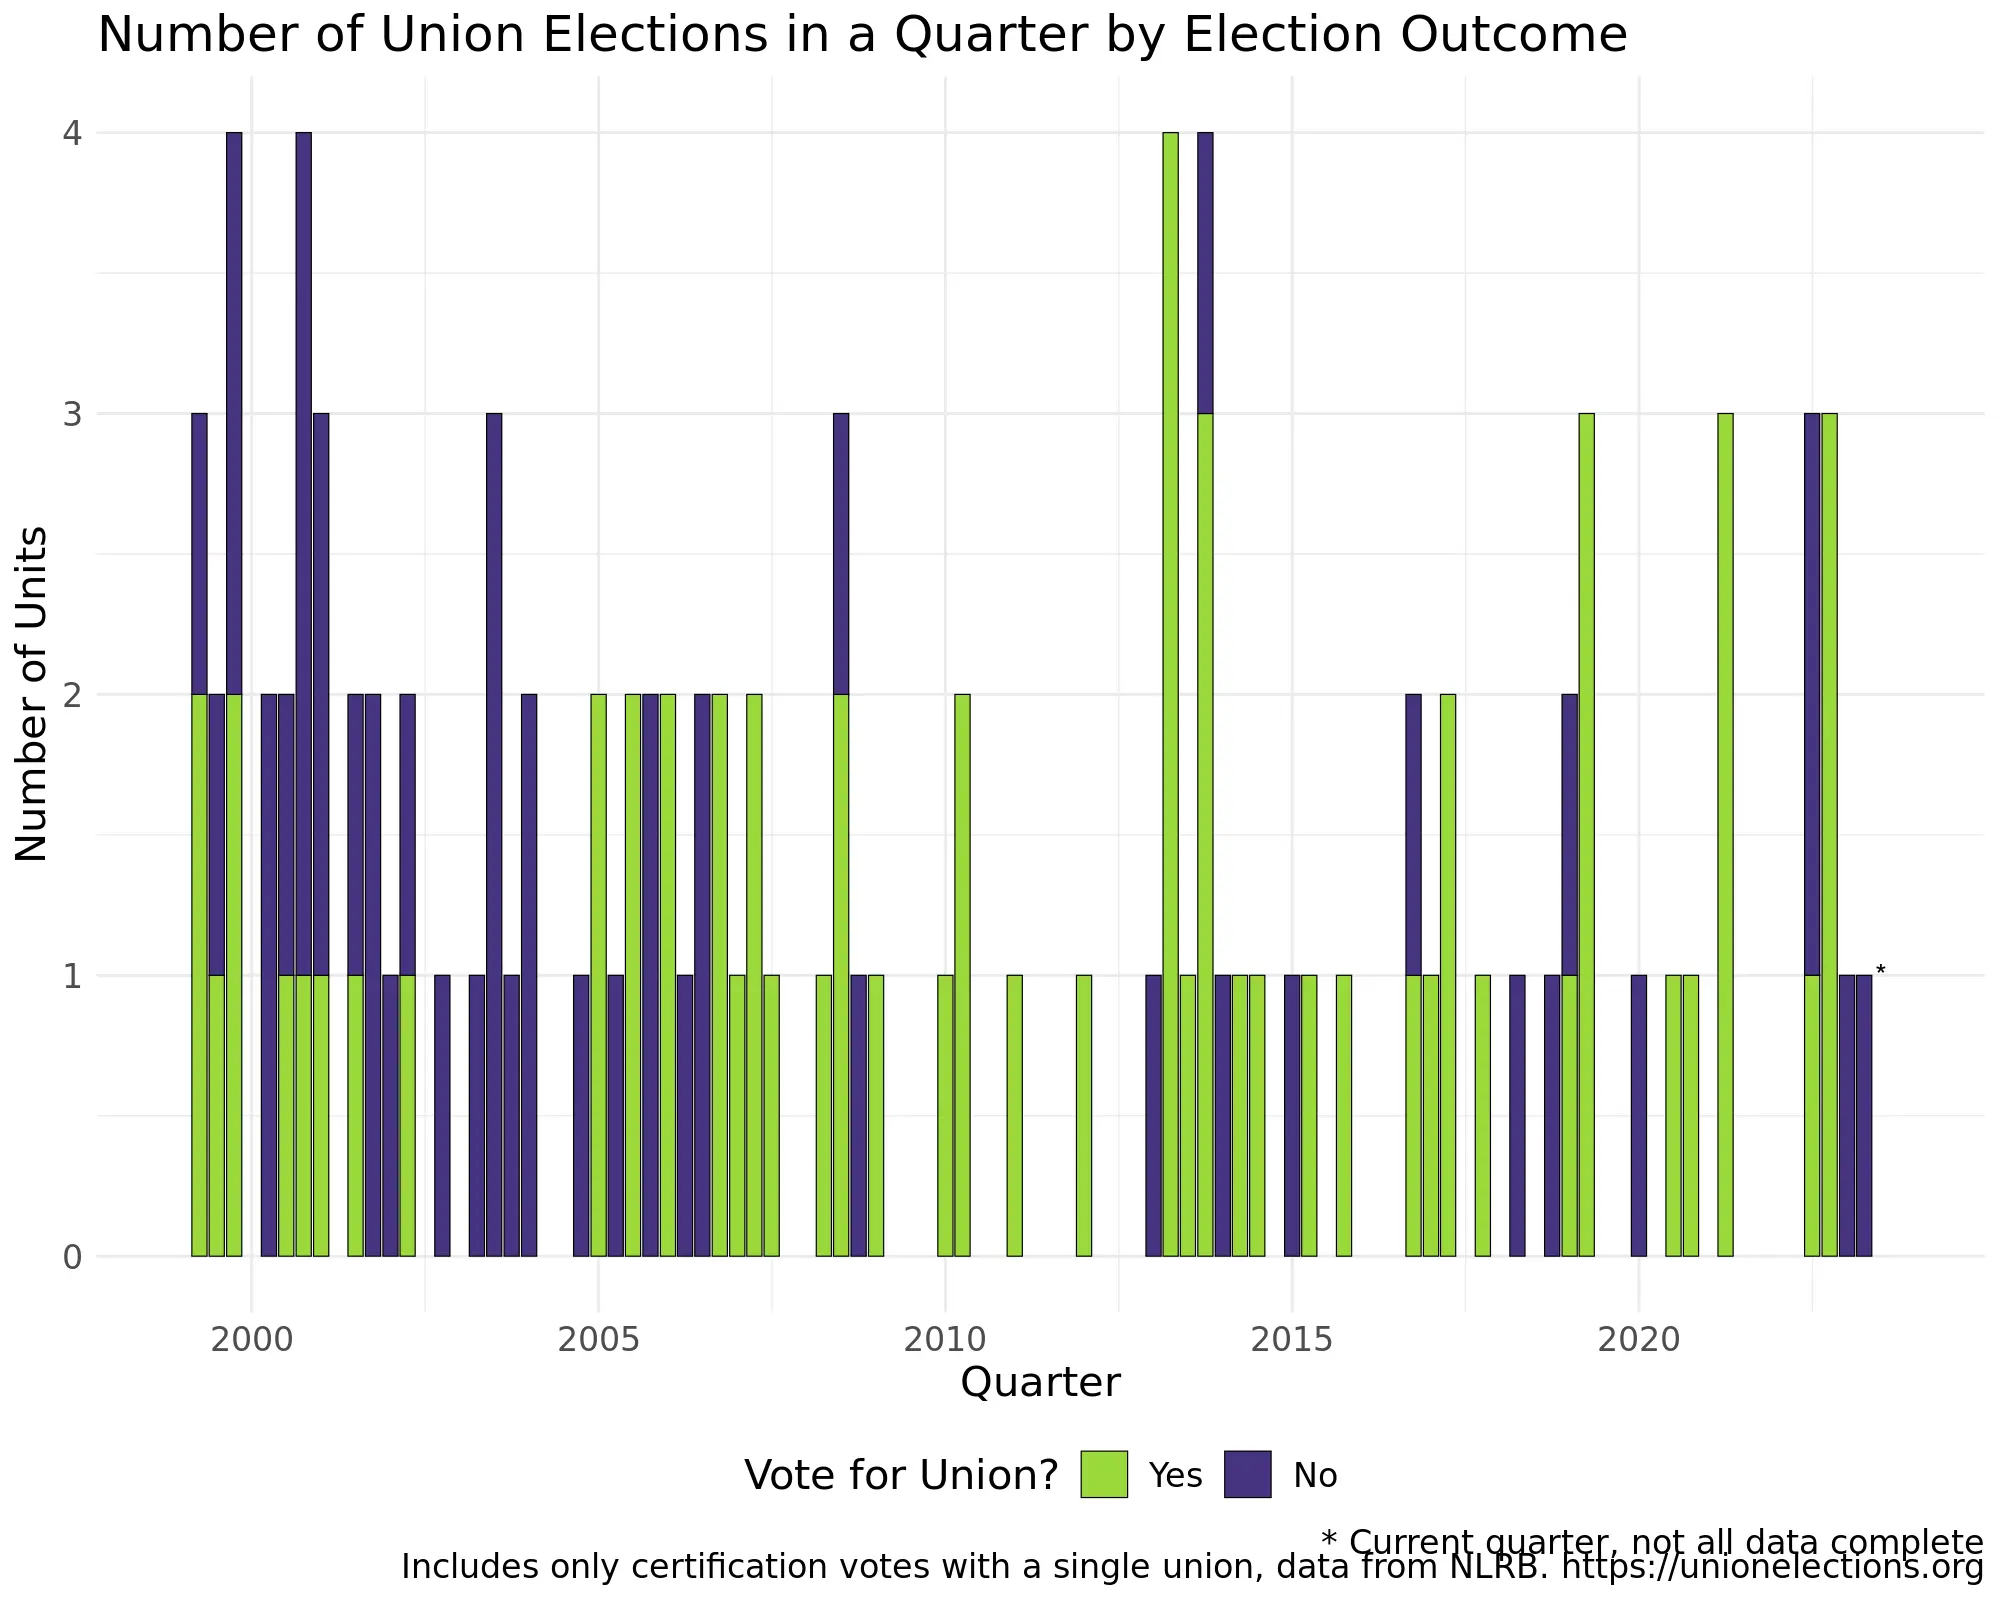 Number of Union Elections in a Quarter by Election Outcome
4
3
2
1
0
Number of Units
*
2000 2005 2010 2015 2020
Quarter
Vote for Union? Yes No
* Current quarter, not all data complete
Includes only certification votes with a single union, data from NLRB. https://unionelections.org